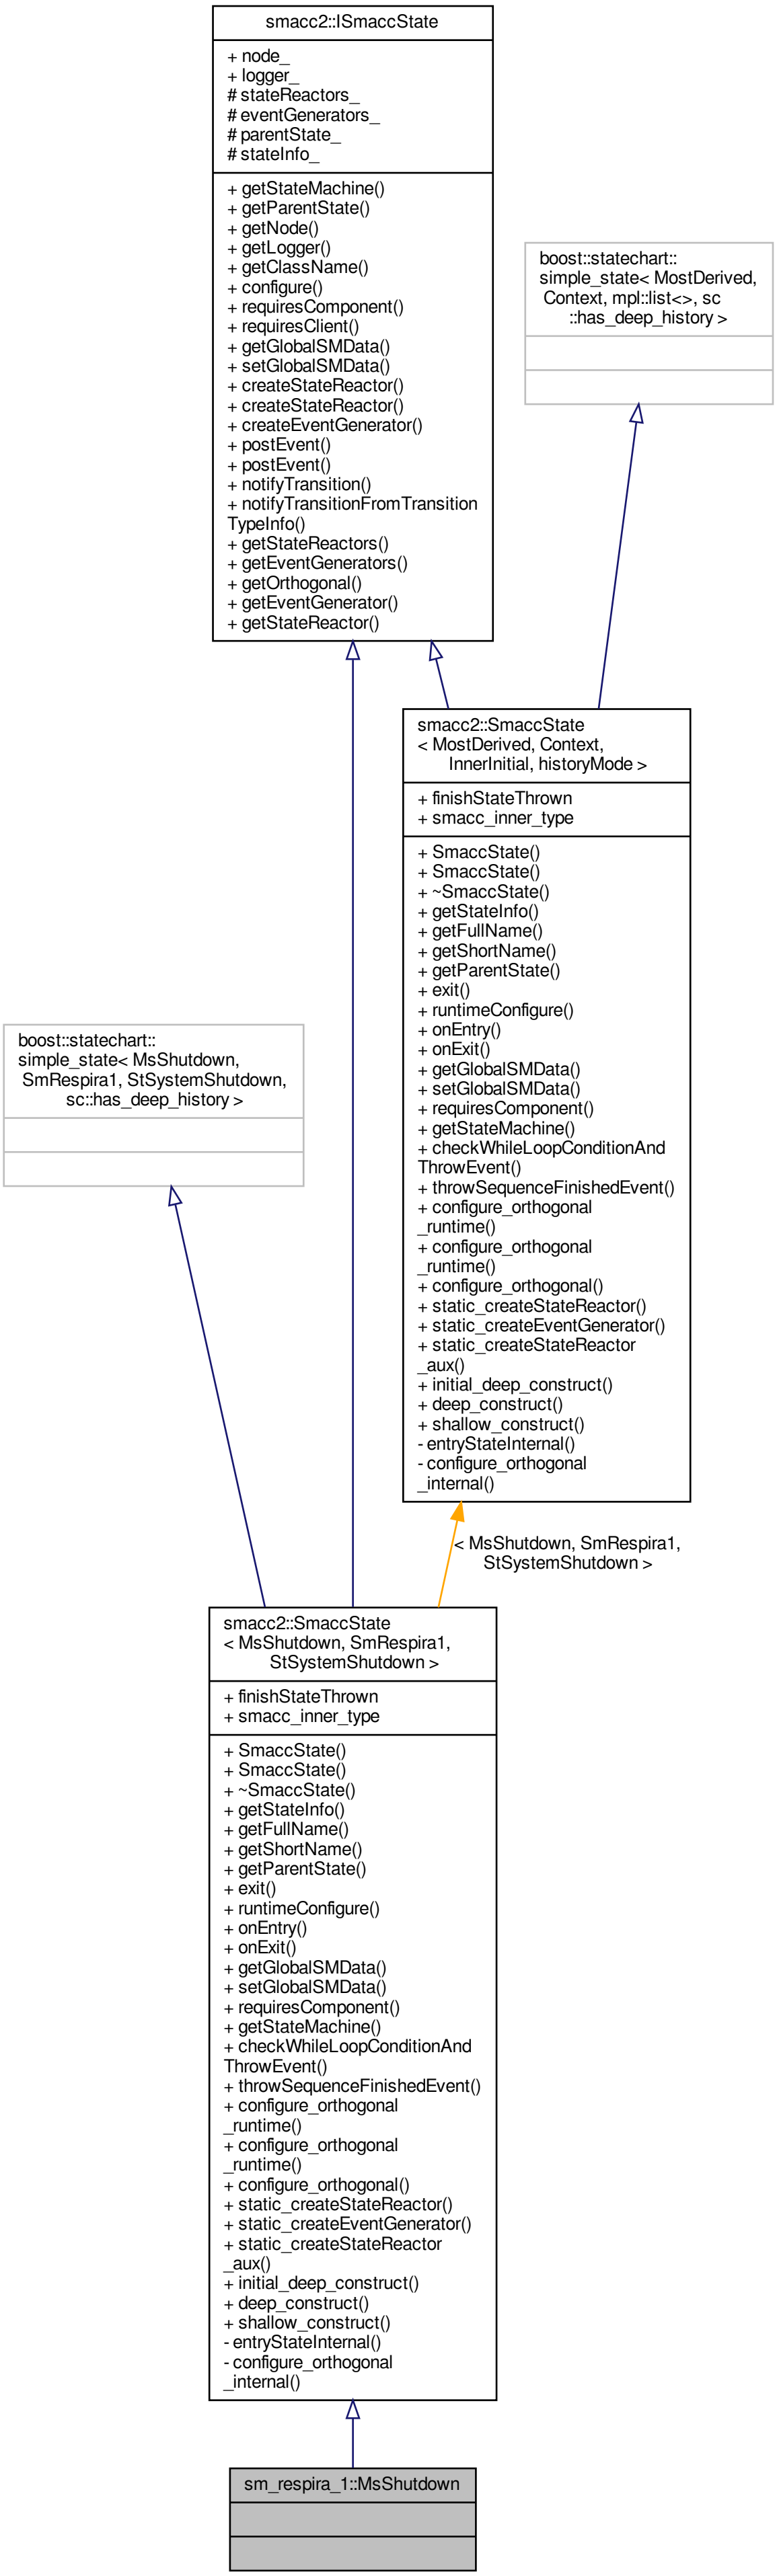 smacc2::ISmaccState
+ node_
+ logger_
# stateReactors_
# eventGenerators_
# parentState_
# stateInfo_
+ getStateMachine()
+ getParentState()
+ getNode()
+ getLogger()
+ getClassName()
+ configure()
+ requiresComponent()
+ requiresClient()
+ getGlobalSMData()
+ setGlobalSMData()
+ createStateReactor()
+ createStateReactor()
+ createEventGenerator()
+ postEvent()
+ postEvent()
+ notifyTransition()
+ notifyTransitionFromTransition
TypeInfo()
+ getStateReactors()
+ getEventGenerators()
+ getOrthogonal()
+ getEventGenerator()
+ getStateReactor()
boost::statechart::
simple_state< MostDerived,
Context, mpl::list<>, sc
::has_deep_history >
smacc2::SmaccState
< MostDerived, Context,
InnerInitial, historyMode >
+ finishStateThrown
+ smacc_inner_type
+ SmaccState()
+ SmaccState()
+ ~SmaccState()
+ getStateInfo()
+ getFullName()
+ getShortName()
+ getParentState()
+ exit()
+ runtimeConfigure()
+ onEntry()
+ onExit()
+ getGlobalSMData()
+ setGlobalSMData()
+ requiresComponent()
+ getStateMachine()
+ checkWhileLoopConditionAnd
ThrowEvent()
+ throwSequenceFinishedEvent()
+ configure_orthogonal
_runtime()
+ configure_orthogonal
_runtime()
+ configure_orthogonal()
+ static_createStateReactor()
+ static_createEventGenerator()
+ static_createStateReactor
_aux()
+ initial_deep_construct()
+ deep_construct()
+ shallow_construct()
- entryStateInternal()
- configure_orthogonal
_internal()
boost::statechart::
simple_state< MsShutdown,
SmRespira1, StSystemShutdown,
sc::has_deep_history >
< MsShutdown, SmRespira1,
StSystemShutdown >
smacc2::SmaccState
< MsShutdown, SmRespira1,
StSystemShutdown >
+ finishStateThrown
+ smacc_inner_type
+ SmaccState()
+ SmaccState()
+ ~SmaccState()
+ getStateInfo()
+ getFullName()
+ getShortName()
+ getParentState()
+ exit()
+ runtimeConfigure()
+ onEntry()
+ onExit()
+ getGlobalSMData()
+ setGlobalSMData()
+ requiresComponent()
+ getStateMachine()
+ checkWhileLoopConditionAnd
ThrowEvent()
+ throwSequenceFinishedEvent()
+ configure_orthogonal
_runtime()
+ configure_orthogonal
_runtime()
+ configure_orthogonal()
+ static_createStateReactor()
+ static_createEventGenerator()
+ static_createStateReactor
_aux()
+ initial_deep_construct()
+ deep_construct()
+ shallow_construct()
- entryStateInternal()
- configure_orthogonal
_internal()
sm_respira_1::MsShutdown